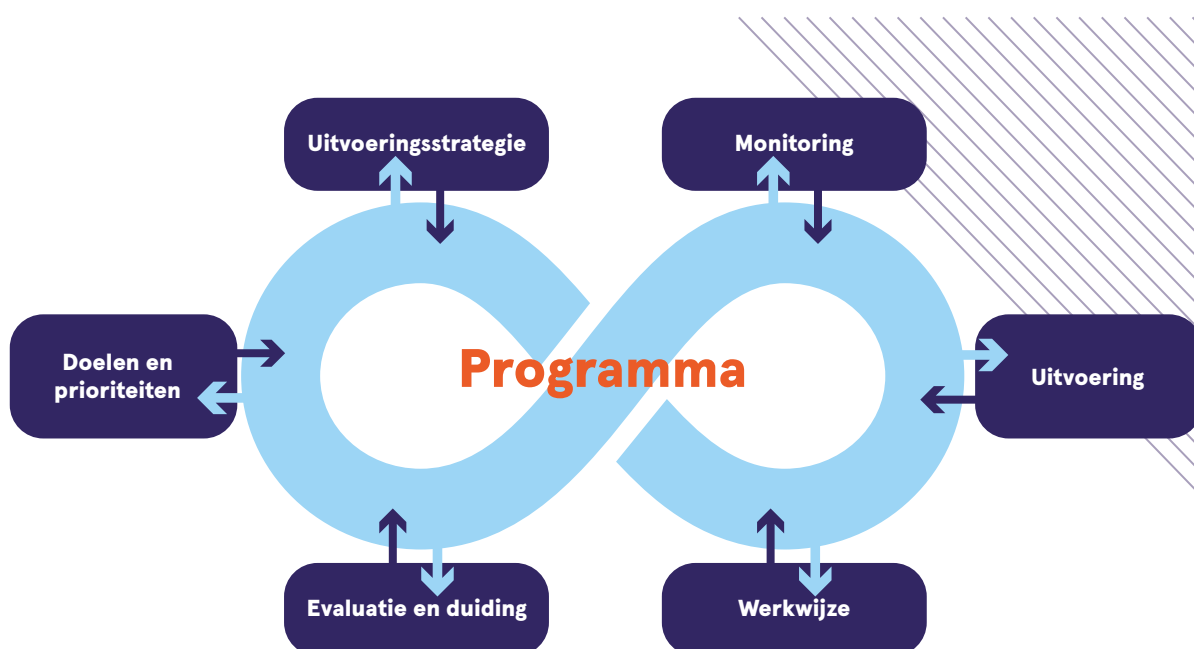 Uitvoeringsstrategie
Monitoring
Doelen en
prioriteiten
Programma
Uitvoering
Evaluatie en duiding
Werkwijze